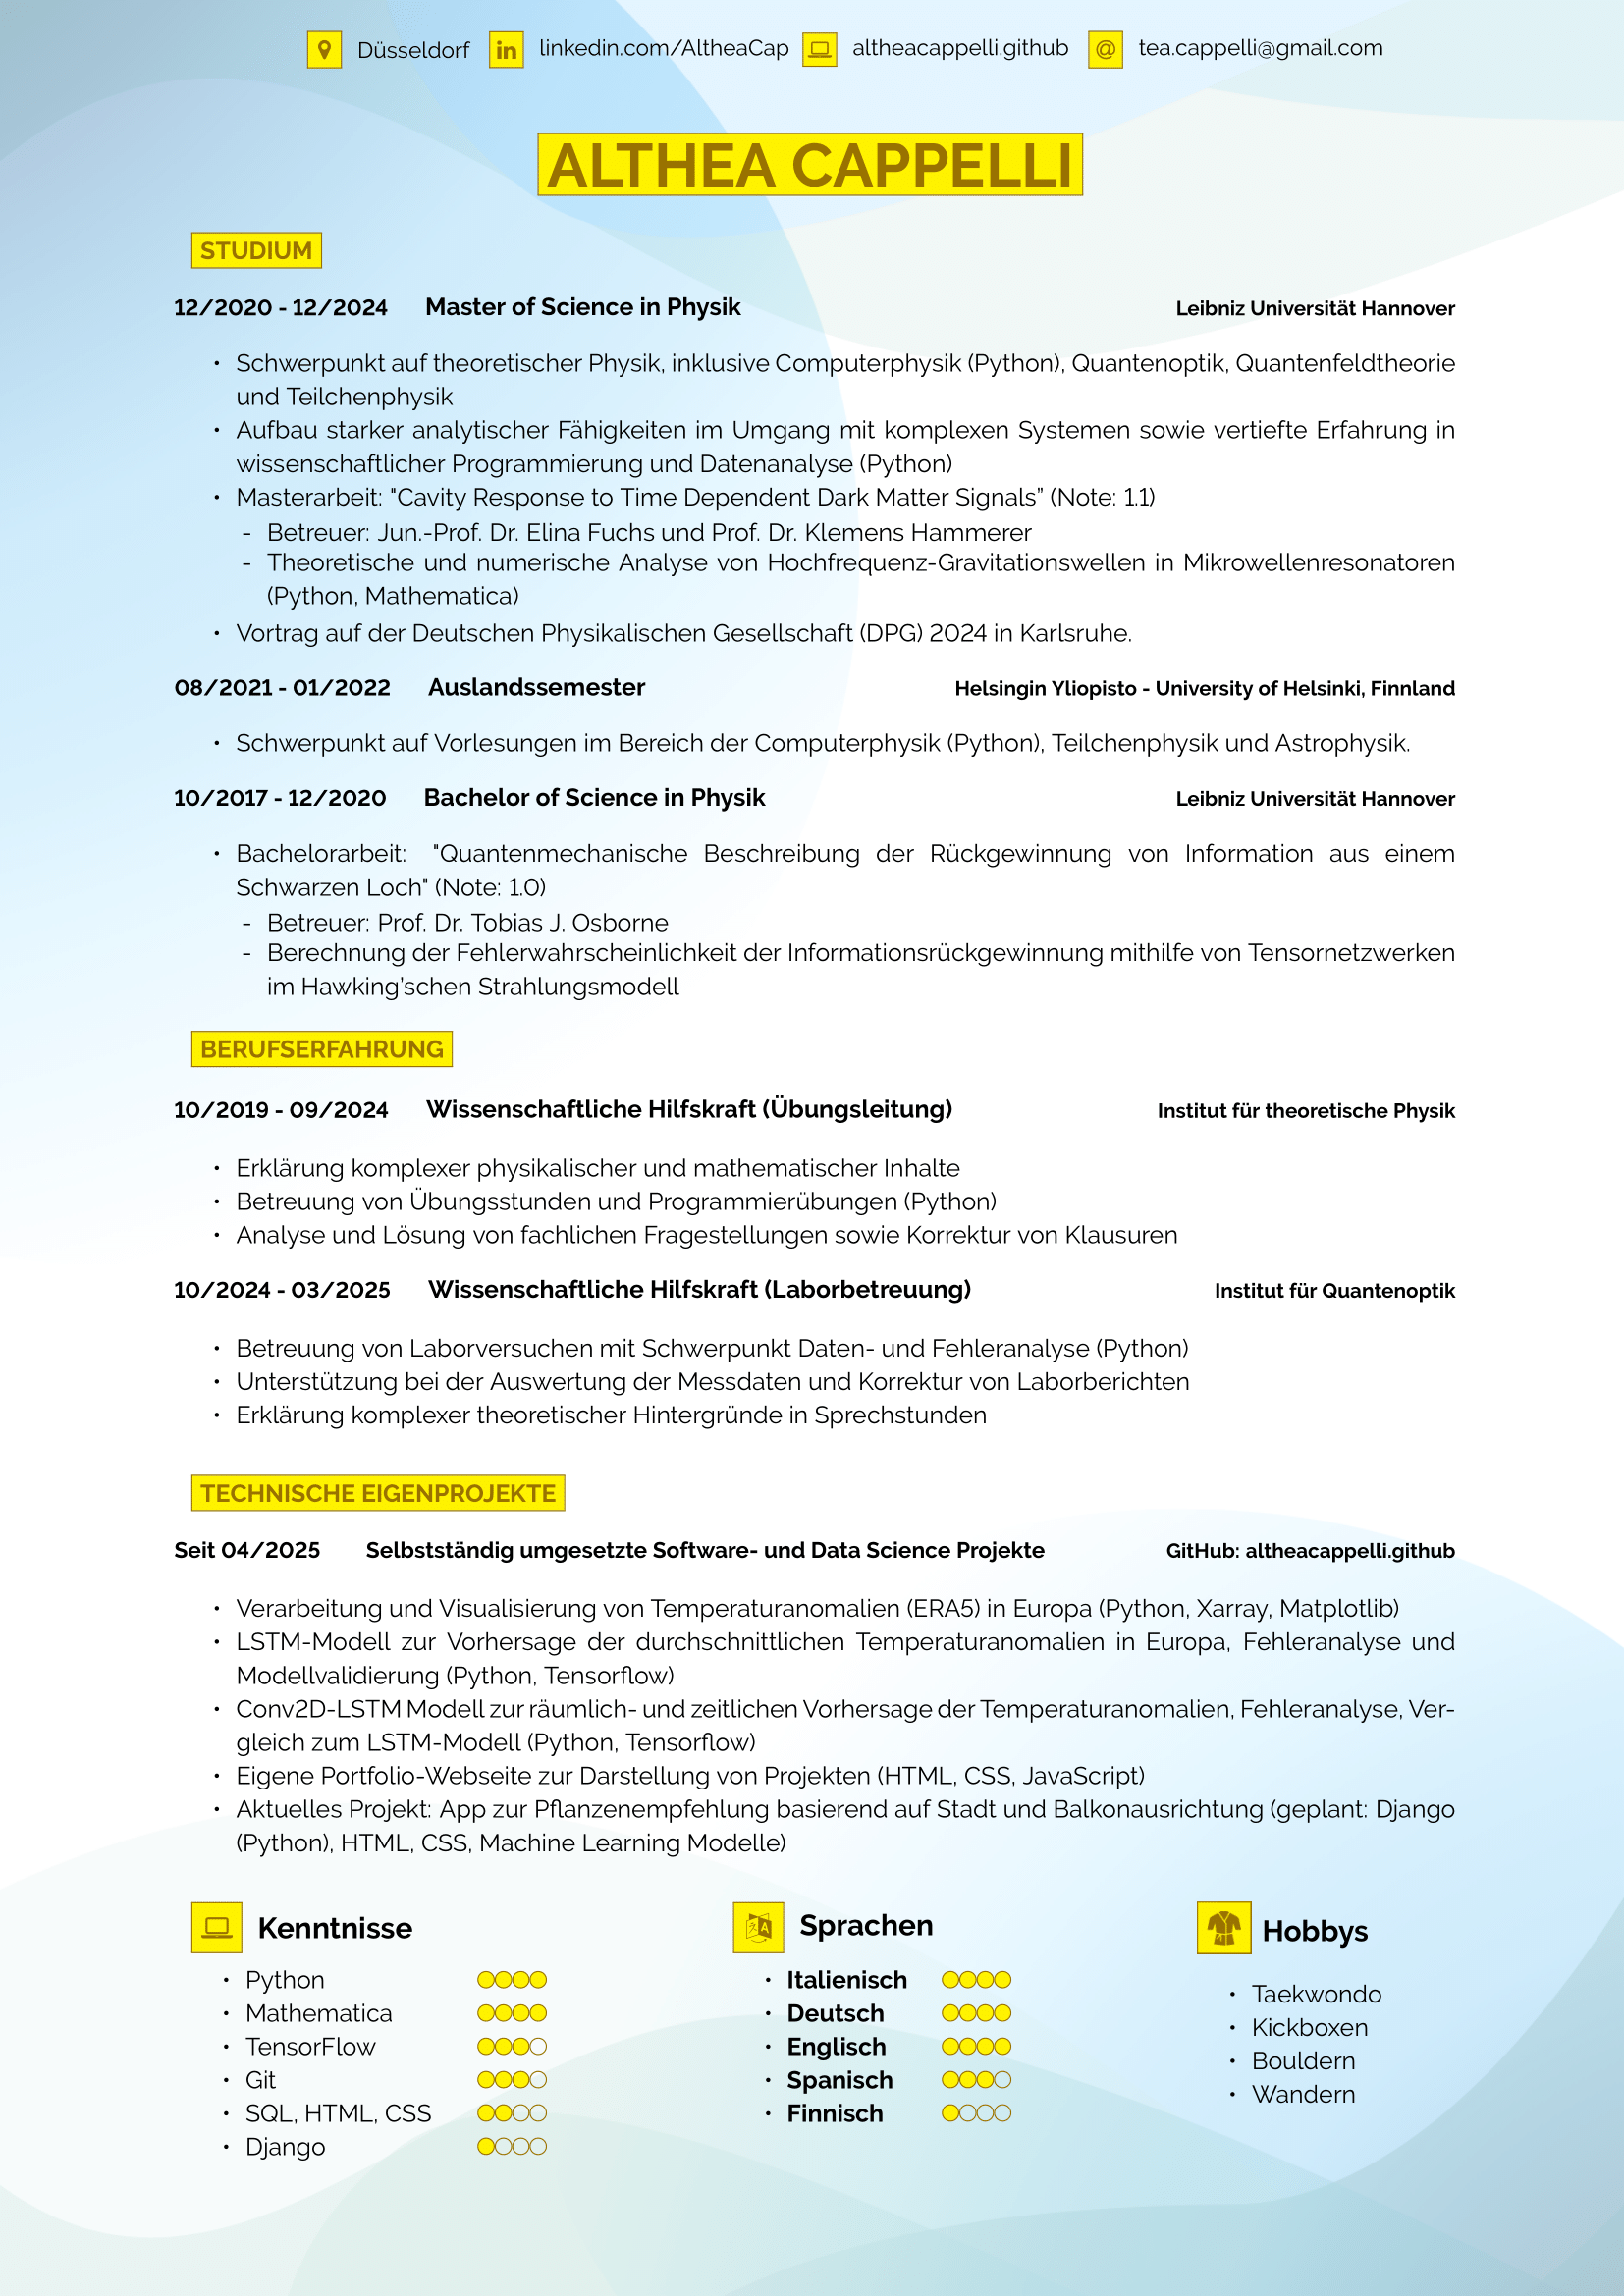 Düsseldorf linkedin.com/AltheaCap altheacappelli.github tea.cappelli@gmail.com
ALTHEA CAPPELLI
STUDIUM
12/2020 - 12/2024 Master of Science in Physik Leibniz Universität Hannover
• Schwerpunkt auf theoretischer Physik, inklusive Computerphysik (Python), Quantenoptik, Quantenfeldtheorie
und Teilchenphysik
• Aufbau starker analytischer Fähigkeiten im Umgang mit komplexen Systemen sowie vertiefte Erfahrung in
wissenschaftlicher Programmierung und Datenanalyse (Python)
• Masterarbeit: "Cavity Response to Time Dependent Dark Matter Signals” (Note: 1.1)
- Betreuer: Jun.-Prof. Dr. Elina Fuchs und Prof. Dr. Klemens Hammerer
- Theoretische und numerische Analyse von Hochfrequenz-Gravitationswellen in Mikrowellenresonatoren
(Python, Mathematica)
• Vortrag auf der Deutschen Physikalischen Gesellschaft (DPG) 2024 in Karlsruhe.
08/2021 - 01/2022 Auslandssemester Helsingin Yliopisto - University of Helsinki, Finnland
• Schwerpunkt auf Vorlesungen im Bereich der Computerphysik (Python), Teilchenphysik und Astrophysik.
10/2017 - 12/2020 Bachelor of Science in Physik Leibniz Universität Hannover
• Bachelorarbeit: "Quantenmechanische Beschreibung der Rückgewinnung von Information aus einem
Schwarzen Loch" (Note: 1.0)
- Betreuer: Prof. Dr. Tobias J. Osborne
- Berechnung der Fehlerwahrscheinlichkeit der Informationsrückgewinnung mithilfe von Tensornetzwerken
im Hawking’schen Strahlungsmodell
BERUFSERFAHRUNG
10/2019 - 09/2024 Wissenschaftliche Hilfskraft (Übungsleitung) Institut für theoretische Physik
• Erklärung komplexer physikalischer und mathematischer Inhalte
• Betreuung von Übungsstunden und Programmierübungen (Python)
• Analyse und Lösung von fachlichen Fragestellungen sowie Korrektur von Klausuren
10/2024 - 03/2025 Wissenschaftliche Hilfskraft (Laborbetreuung) Institut für Quantenoptik
• Betreuung von Laborversuchen mit Schwerpunkt Daten- und Fehleranalyse (Python)
• Unterstützung bei der Auswertung der Messdaten und Korrektur von Laborberichten
• Erklärung komplexer theoretischer Hintergründe in Sprechstunden
TECHNISCHE EIGENPROJEKTE
Seit 04/2025 Selbstständig umgesetzte Software- und Data Science Projekte GitHub: altheacappelli.github
• Verarbeitung und Visualisierung von Temperaturanomalien (ERA5) in Europa (Python, Xarray, Matplotlib)
• LSTM-Modell zur Vorhersage der durchschnittlichen Temperaturanomalien in Europa, Fehleranalyse und
Modellvalidierung (Python, Tensorflow)
• Conv2D-LSTM Modell zur räumlich- und zeitlichen Vorhersage der Temperaturanomalien, Fehleranalyse, Ver-
gleich zum LSTM-Modell (Python, Tensorflow)
• Eigene Portfolio-Webseite zur Darstellung von Projekten (HTML, CSS, JavaScript)
• Aktuelles Projekt: App zur Pflanzenempfehlung basierend auf Stadt und Balkonausrichtung (geplant: Django
(Python), HTML, CSS, Machine Learning Modelle)
Kenntnisse
• Python
• Mathematica
• TensorFlow
• Git
• SQL, HTML, CSS
• Django
Sprachen
• Italienisch
• Deutsch
• Englisch
• Spanisch
• Finnisch
Hobbys
• Taekwondo
• Kickboxen
• Bouldern
• Wandern